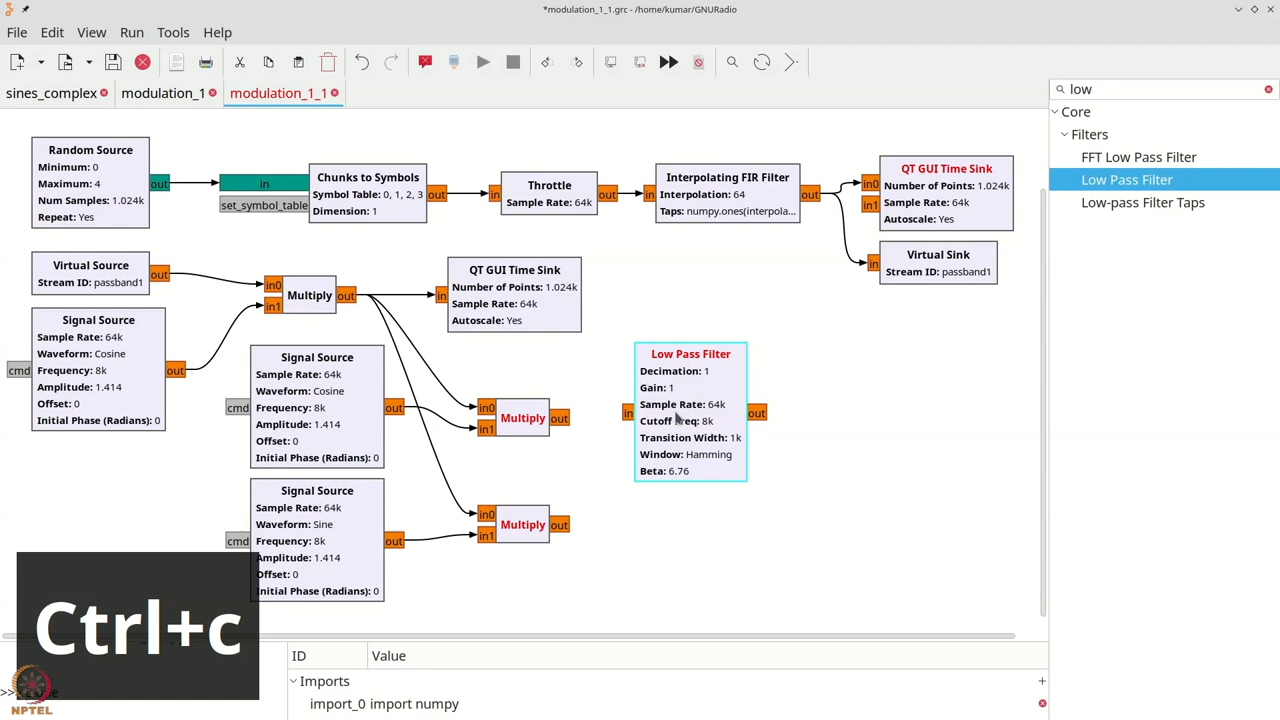 *modulation_1_1.grc - /home/kumar/GNURadio
File Edit View Run Tools Help
sines_complex modulation_1 modulation_1_1
low
Core
Filters
FFT Low Pass Filter
Low Pass Filter
Low-pass Filter Taps
Random Source
Minimum: 0
Maximum: 4
Num Samples: 1.024k
Repeat: Yes
out
in
set_symbol_table
Chunks to Symbols
Symbol Table: 0, 1, 2, 3
Dimension: 1
out
in
Throttle
Sample Rate: 64k
out
in
Interpolating FIR Filter
Interpolation: 64
Taps: numpy.ones(interpola...
out
in0
in1
QT GUI Time Sink
Number of Points: 1.024k
Sample Rate: 64k
Autoscale: Yes
in
Virtual Sink
Stream ID: passband1
Virtual Source
Stream ID: passband1
out
cmd
Signal Source
Sample Rate: 64k
Waveform: Cosine
Frequency: 8k
Amplitude: 1.414
Offset: 0
Initial Phase (Radians): 0
out
in0
in1
Multiply
out
in
QT GUI Time Sink
Number of Points: 1.024k
Sample Rate: 64k
Autoscale: Yes
cmd
Signal Source
Sample Rate: 64k
Waveform: Cosine
Frequency: 8k
Amplitude: 1.414
Offset: 0
Initial Phase (Radians): 0
out
in0
in1
Multiply
out
cmd
Signal Source
Sample Rate: 64k
Waveform: Sine
Frequency: 8k
Amplitude: 1.414
Offset: 0
Initial Phase (Radians): 0
out
in0
in1
Multiply
out
in
Low Pass Filter
Decimation: 1
Gain: 1
Sample Rate: 64k
Cutoff Freq: 8k
Transition Width: 1k
Window: Hamming
Beta: 6.76
out
Ctrl+c
NPTEL
ID Value
Imports
import_0 import numpy